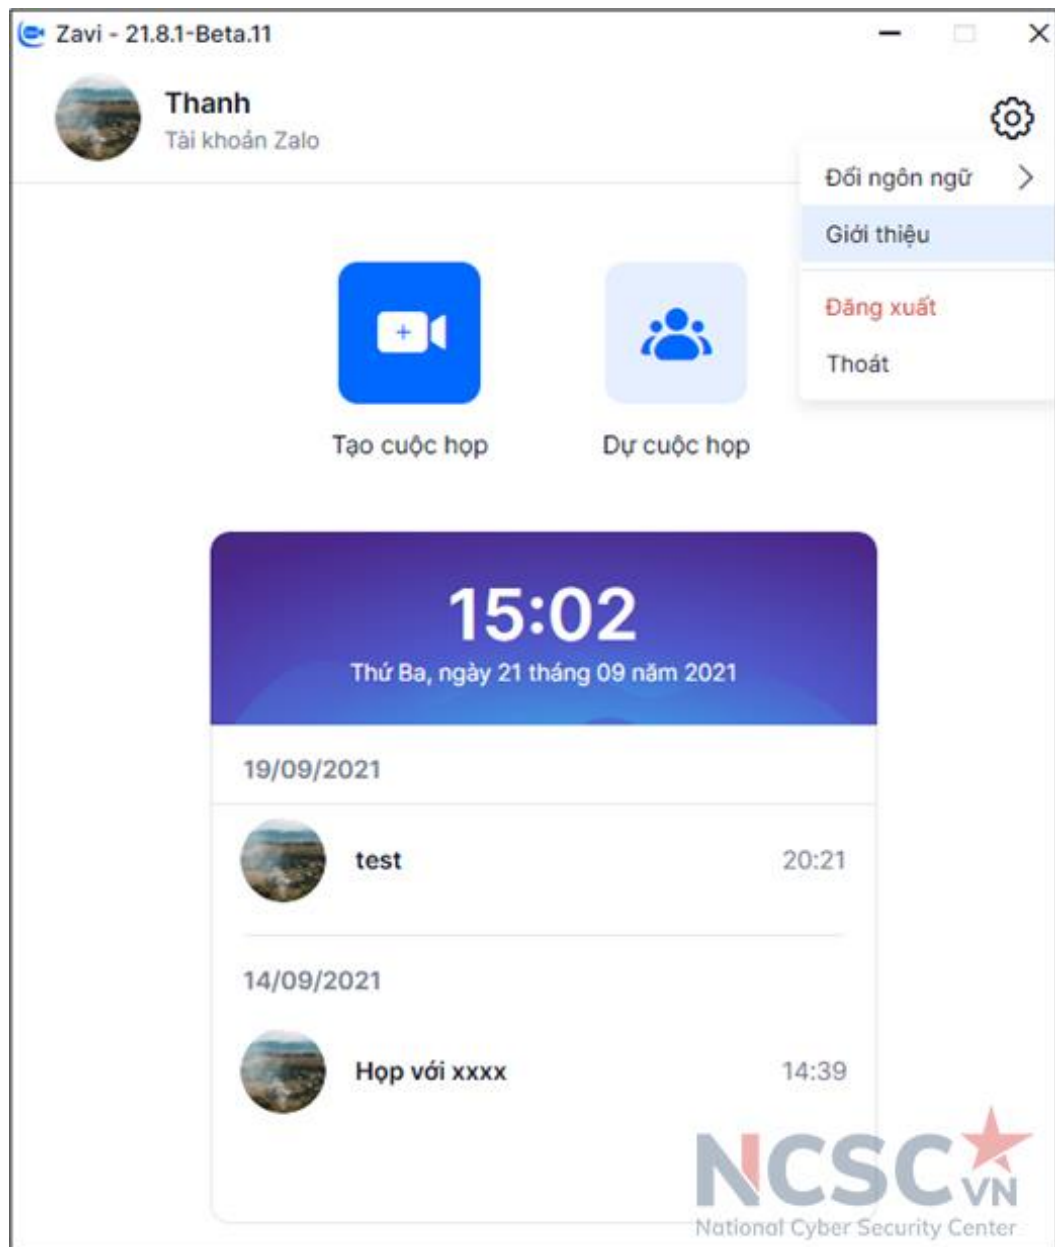 Zavi - 21.8.1-Beta.11
Thanh
Tài khoản Zalo
Đổi ngôn ngữ
Giới thiệu
Đăng xuất
Thoát
Tạo cuộc họp
Dự cuộc họp
15:02
Thứ Ba, ngày 21 tháng 09 năm 2021
19/09/2021
test 20:21
14/09/2021
Họp với xxxx 14:39
NCSC
VN
National Cyber Security Center